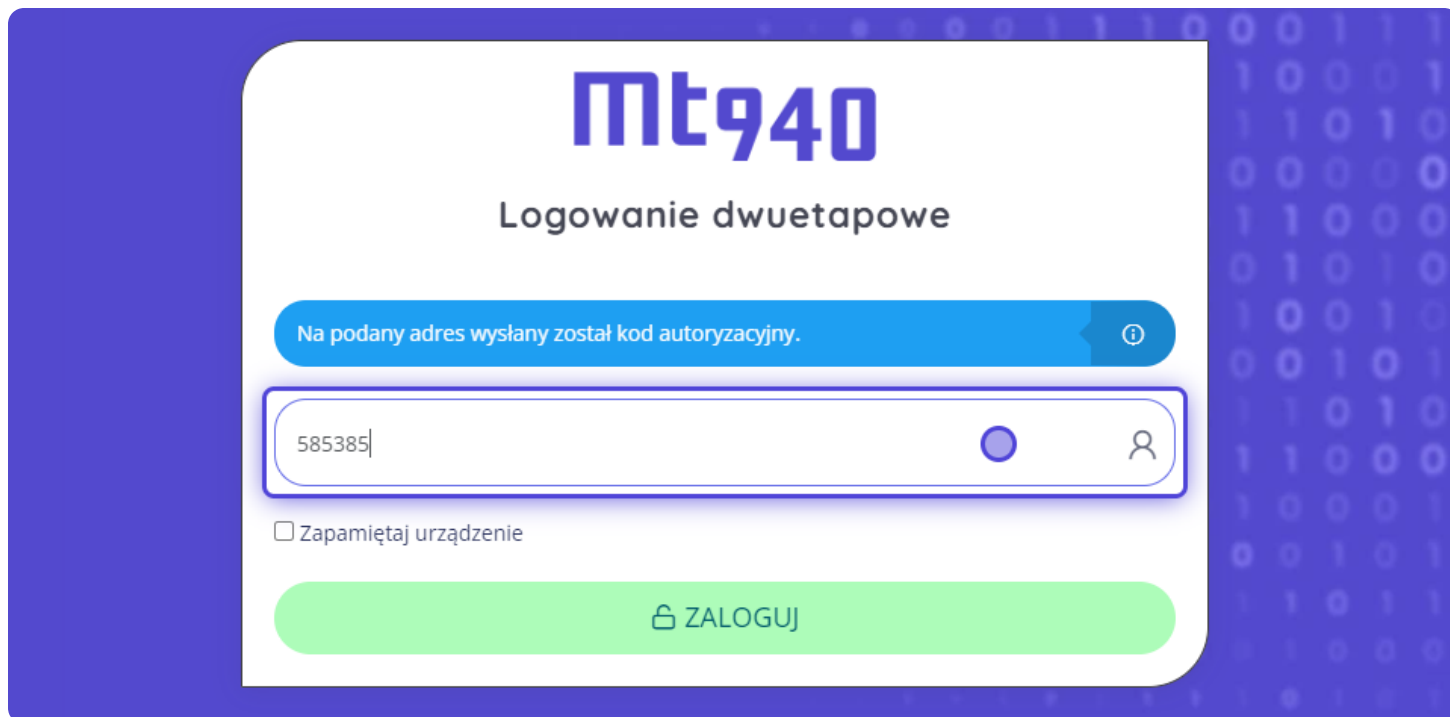 mt940
Logowanie dwuetapowe
Na podany adres wysłany został kod autoryzacyjny.
585385
Zapamiętaj urządzenie
ZALOGUJ